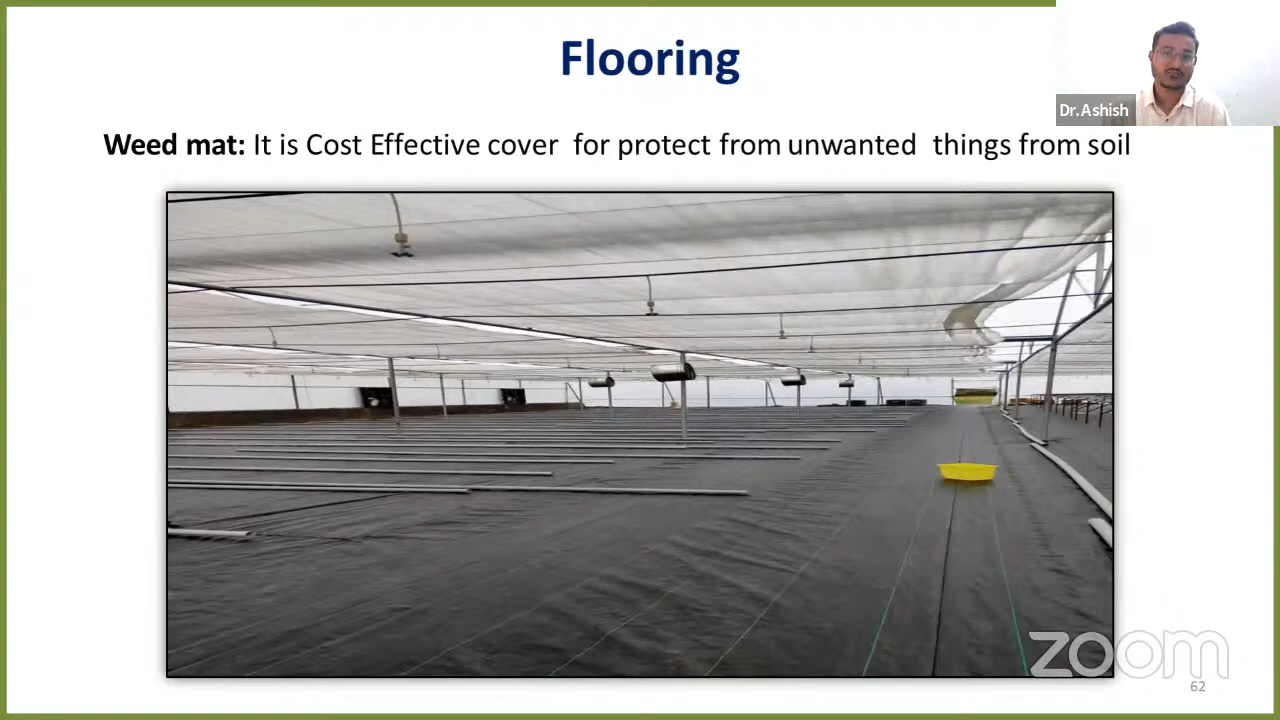 Flooring
Dr.Ashish
Weed mat: It is Cost Effective cover for protect from unwanted things from soil
zoom
62